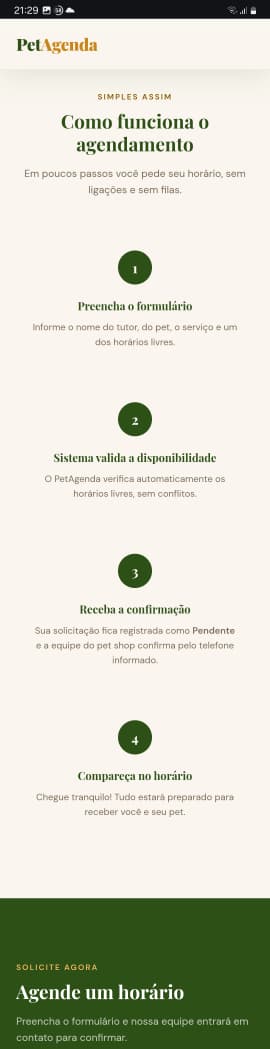 21:29
PetAgenda
SIMPLES ASSIM
Como funciona o
agendamento
Em poucos passos você pede seu horário, sem
ligações e sem filas.
1
Preencha o formulário
Informe o nome do tutor, do pet, o serviço e um
dos horários livres.
2
Sistema valida a disponibilidade
O PetAgenda verifica automaticamente os
horários livres, sem conflitos.
3
Receba a confirmação
Sua solicitação fica registrada como Pendente
e a equipe do pet shop confirma pelo telefone
informado.
4
Compareça no horário
Chegue tranquilo! Tudo estará preparado para
receber você e seu pet.
SOLICITE AGORA
Agende um horário
Preencha o formulário e nossa equipe entrará em
contato para confirmar.